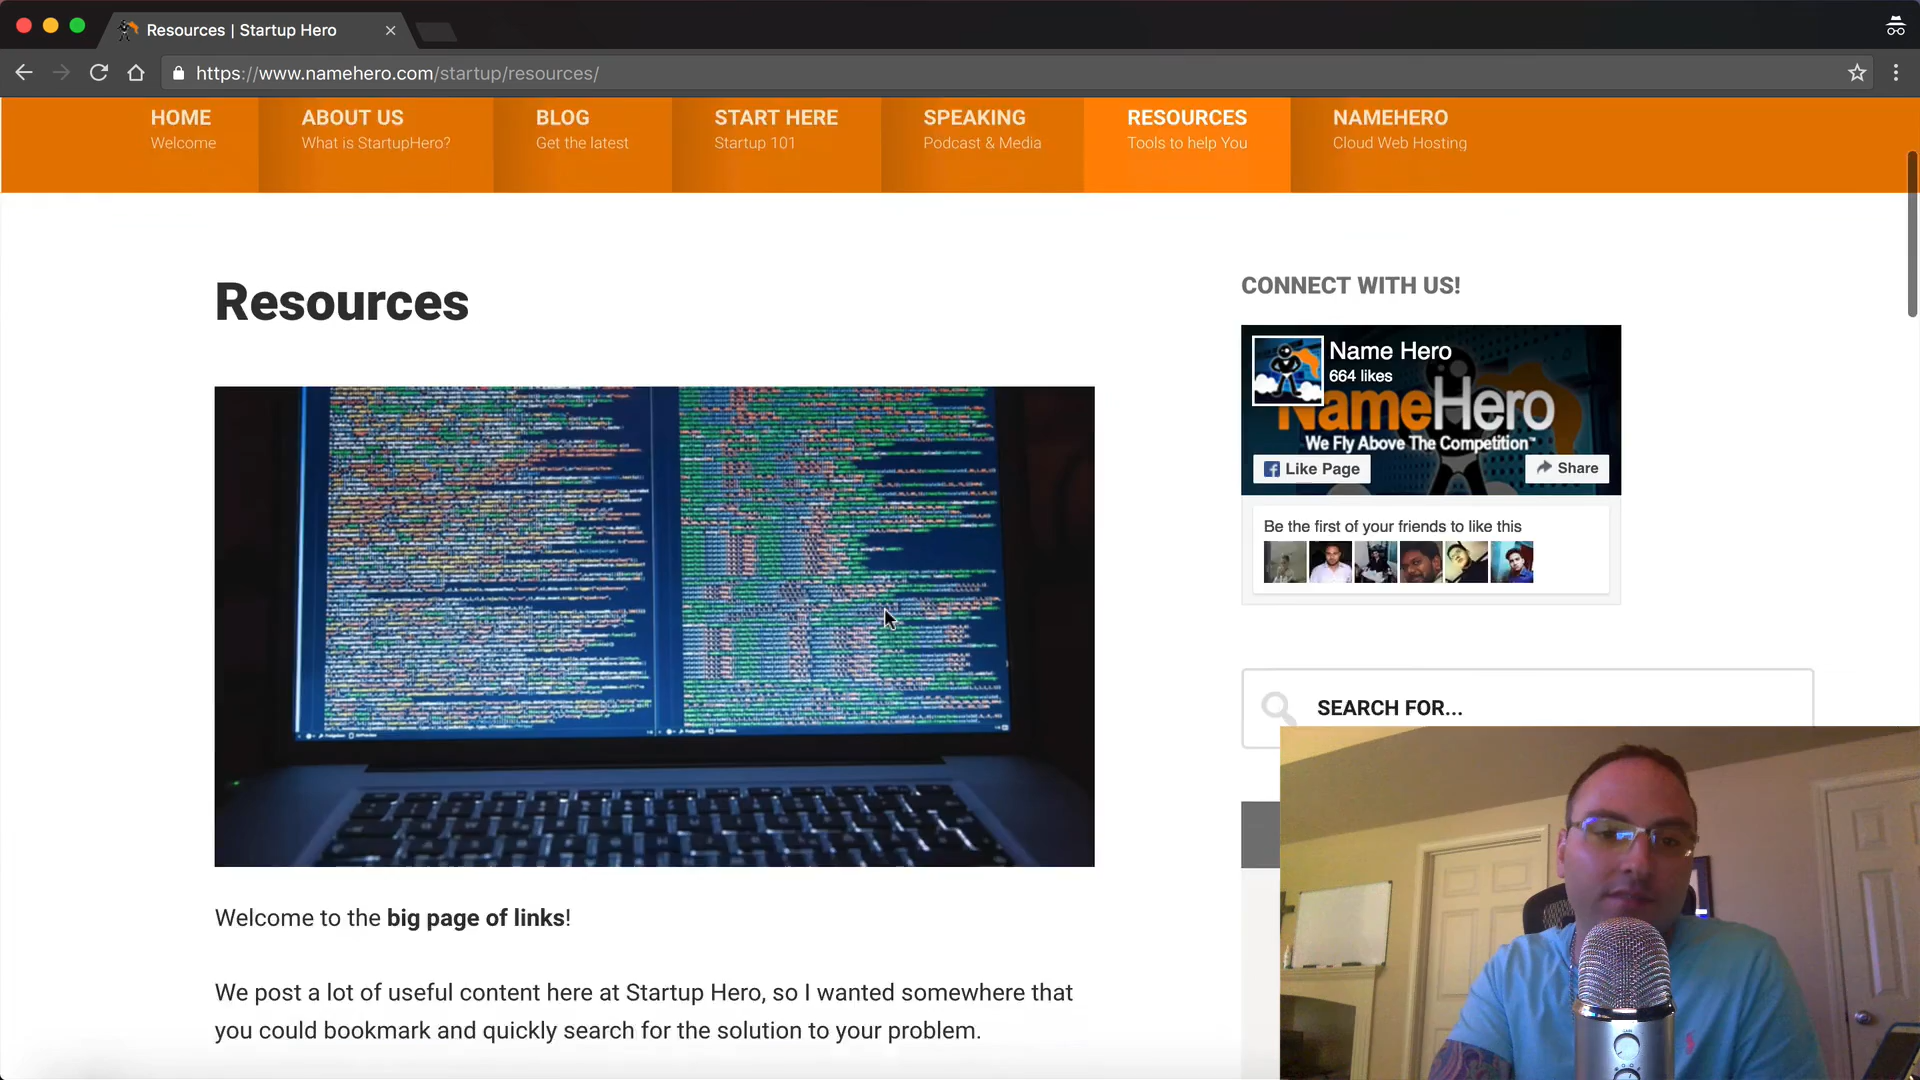 Resources | Startup Hero
https://www.namehero.com/startup/resources/
HOME
Welcome
ABOUT US
What is StartupHero?
BLOG
Get the latest
START HERE
Startup 101
SPEAKING
Podcast & Media
RESOURCES
Tools to help You
NAMEHERO
Cloud Web Hosting
Resources
Welcome to the big page of links!
We post a lot of useful content here at Startup Hero, so I wanted somewhere that
you could bookmark and quickly search for the solution to your problem.
CONNECT WITH US!
Name Hero
664 likes
NameHero
We Fly Above The Competition™
Like Page
Share
Be the first of your friends to like this
SEARCH FOR...